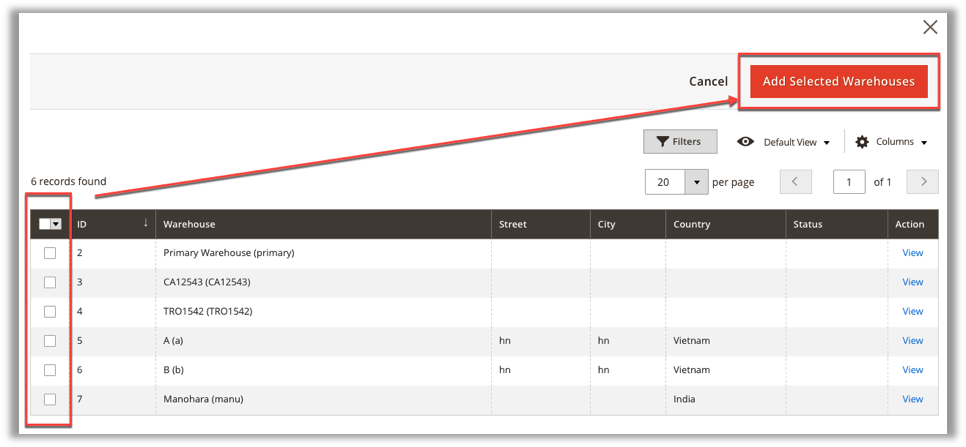 Cancel Add Selected Warehouses
Filters Default View Columns
6 records found 20 per page 1 of 1
ID ↓ Warehouse Street City Country Status Action
2 Primary Warehouse (primary) View
3 CA12543 (CA12543) View
4 TRO1542 (TRO1542) View
5 A (a) hn hn Vietnam View
6 B (b) hn hn Vietnam View
7 Manohara (manu) India View